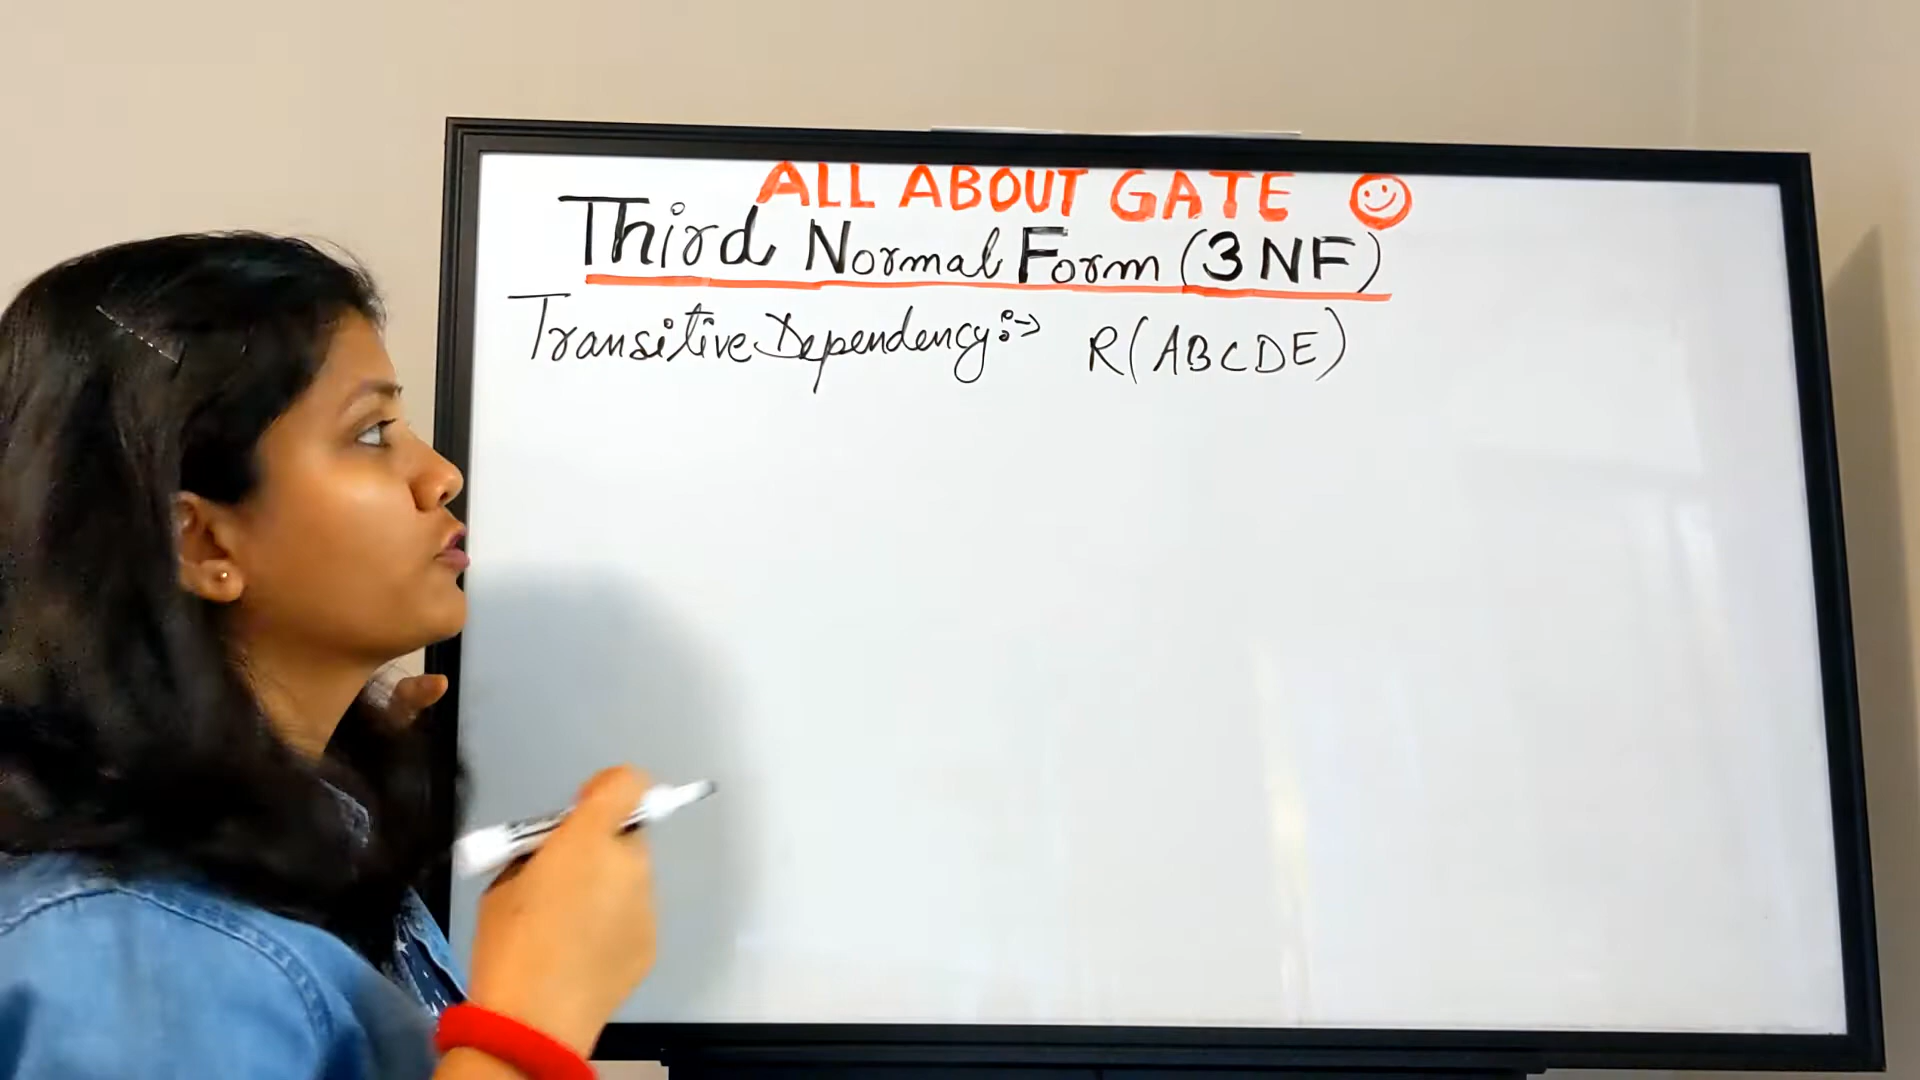 ALL ABOUT GATE
Third Normal Form (3NF)
Transitive Dependency:-> R(ABCDE)